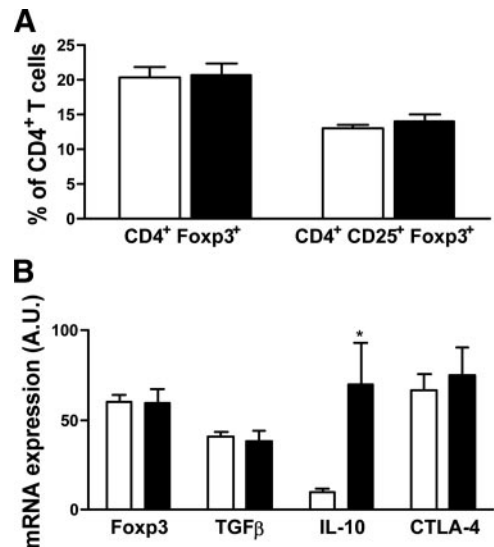 A
% of CD4⁺ T cells
25
20
15
10
5
0
CD4⁺ Foxp3⁺ CD4⁺ CD25⁺ Foxp3⁺
B
mRNA expression (A.U.)
100
50
0
*
Foxp3 TGFβ IL-10 CTLA-4